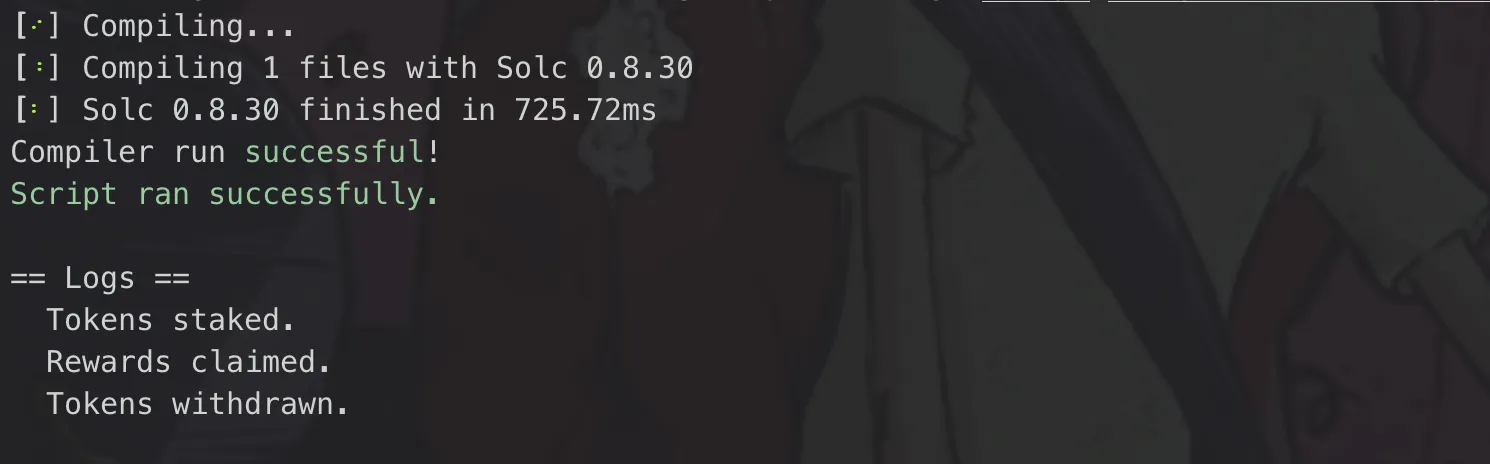 [⠔] Compiling...
[⠘] Compiling 1 files with Solc 0.8.30
[⠃] Solc 0.8.30 finished in 725.72ms
Compiler run successful!
Script ran successfully.
== Logs ==
Tokens staked.
Rewards claimed.
Tokens withdrawn.